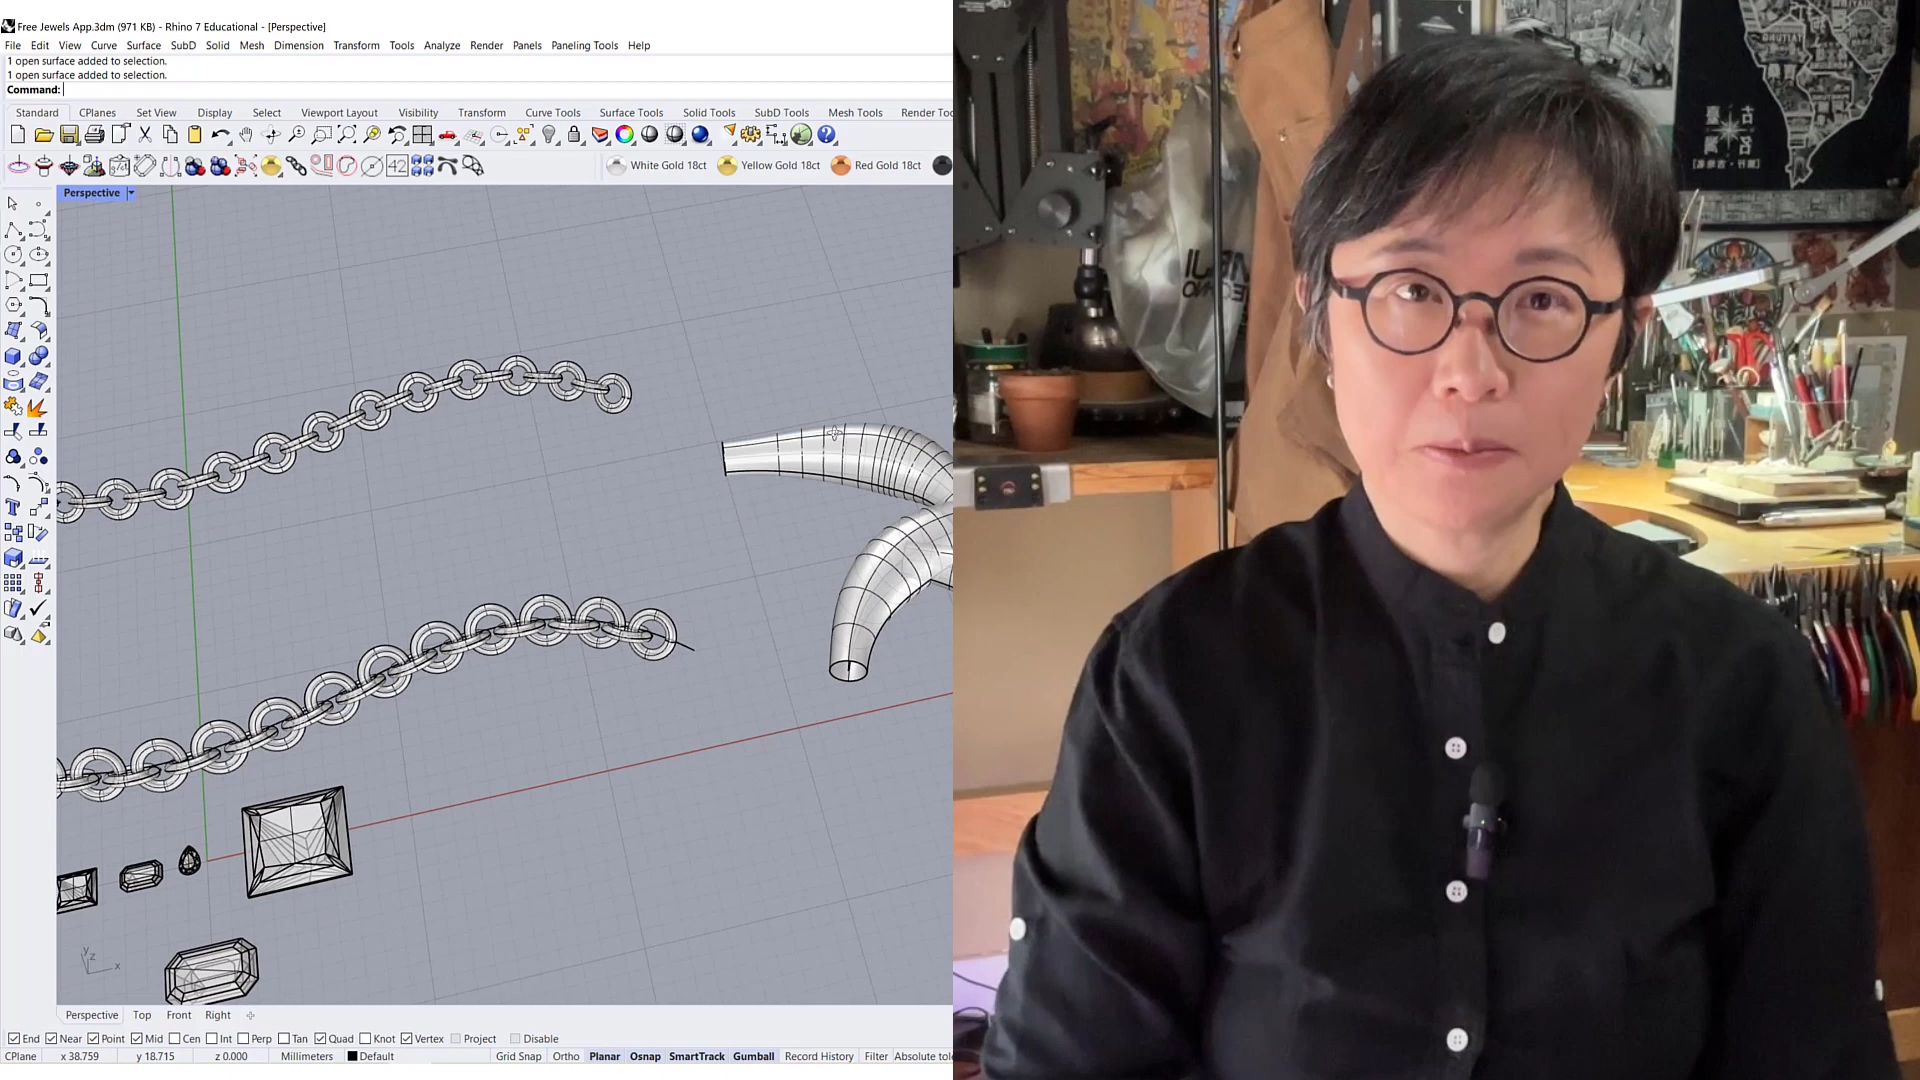 Free Jewels App.3dm (971 KB) - Rhino 7 Educational - [Perspective]
File Edit View Curve Surface SubD Solid Mesh Dimension Transform Tools Analyze Render Panels Paneling Tools Help
1 open surface added to selection.
1 open surface added to selection.
Command:
Standard CPlanes Set View Display Select Viewport Layout Visibility Transform Curve Tools Surface Tools Solid Tools SubD Tools Mesh Tools Render Too
42 White Gold 18ct Yellow Gold 18ct Red Gold 18ct
Perspective
y
z
x
Perspective Top Front Right
End Near Point Mid Cen Int Perp Tan Quad Knot Vertex Project Disable
CPlane x 38.759 y 18.715 z 0.000 Millimeters Default Grid Snap Ortho Planar Osnap SmartTrack Gumball Record History Filter Absolute tol